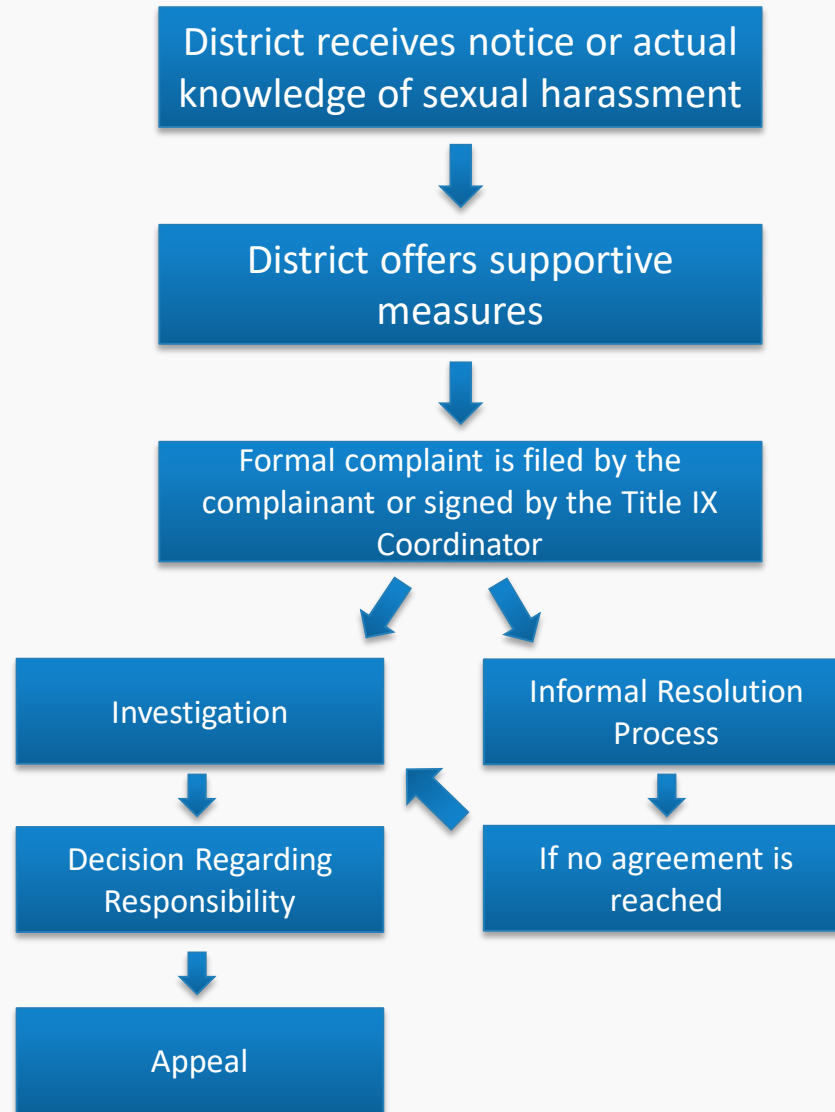 District receives notice or actual
knowledge of sexual harassment
District offers supportive
measures
Formal complaint is filed by the
complainant or signed by the Title IX
Coordinator
Investigation
Informal Resolution
Process
Decision Regarding
Responsibility
If no agreement is
reached
Appeal